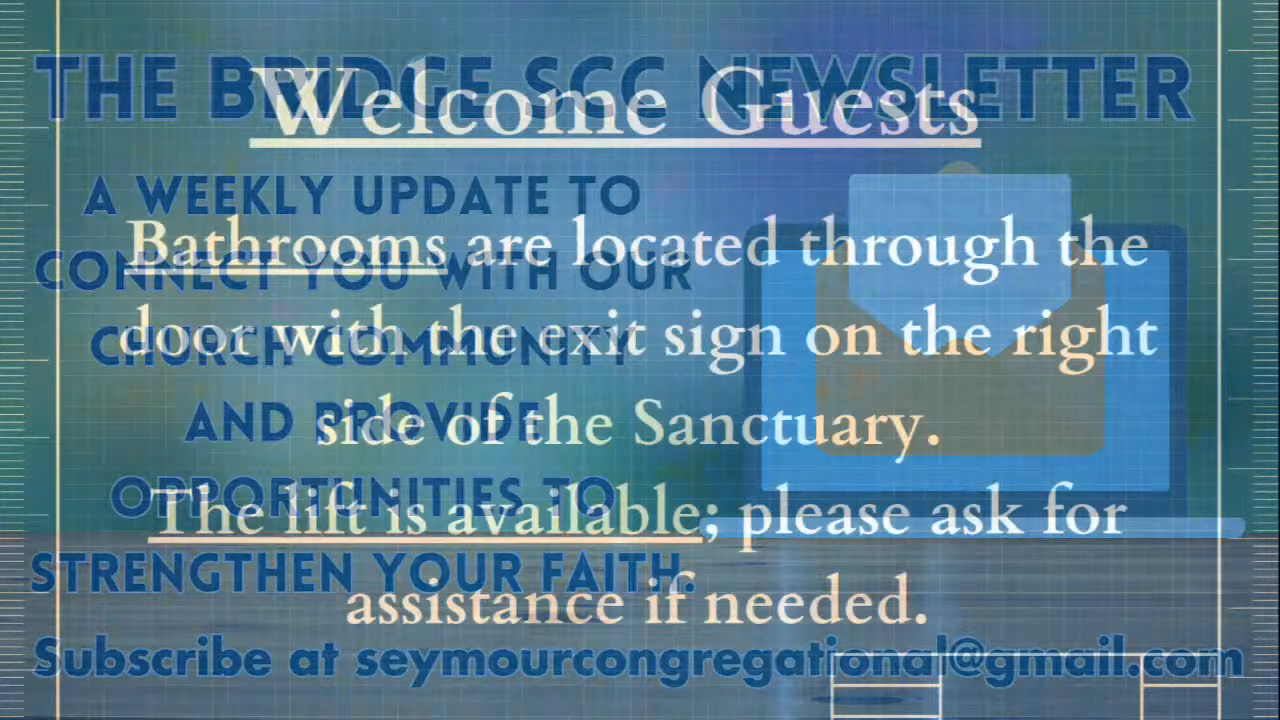 THE BRIDGE SCC NEWSLETTER
A WEEKLY UPDATE TO
CONNECT YOU WITH OUR
CHURCH COMMUNITY
AND PROVIDE
OPPORTUNITIES TO
STRENGTHEN YOUR FAITH.
Subscribe at seymourcongregational@gmail.com
Welcome Guests
Bathrooms are located through the
door with the exit sign on the right
side of the Sanctuary.
The lift is available; please ask for
assistance if needed.